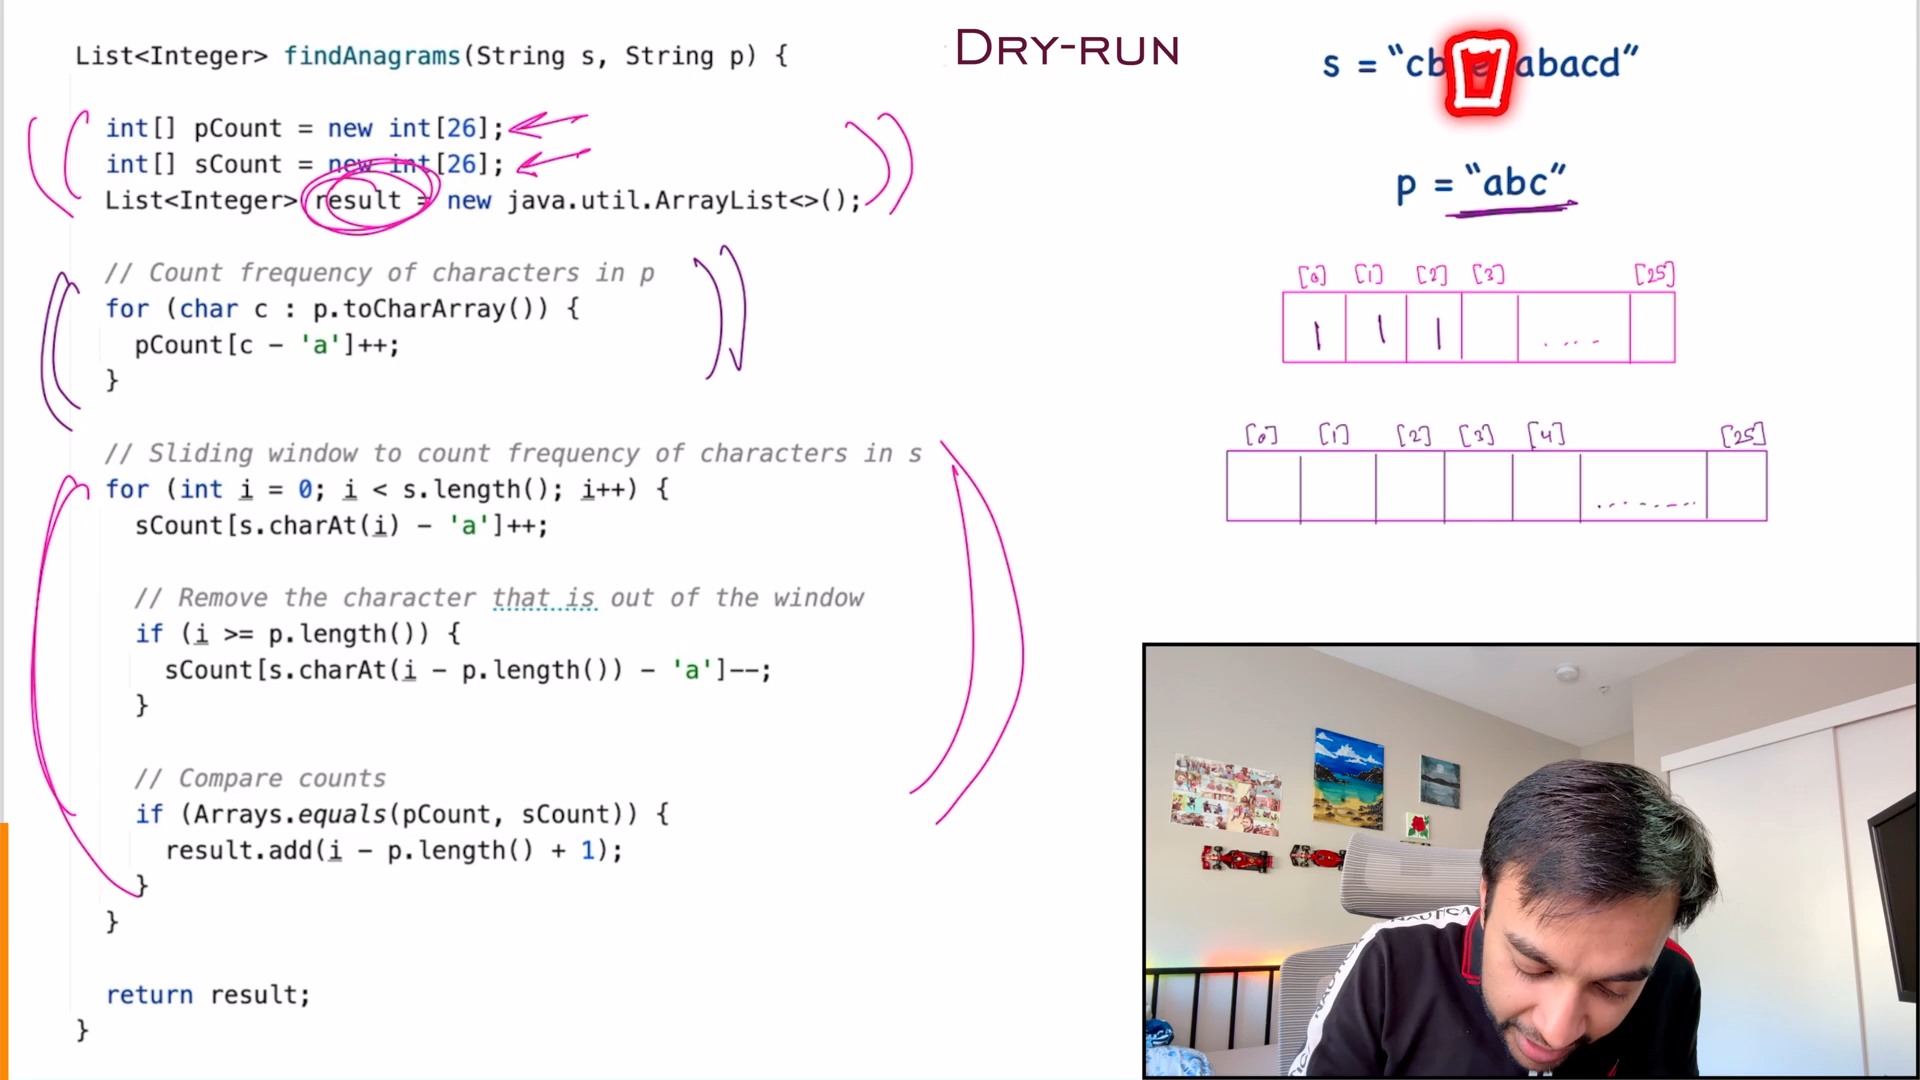 List<Integer> findAnagrams(String s, String p) {
int[] pCount = new int[26];
int[] sCount = new int[26];
List<Integer> result = new java.util.ArrayList<>();
// Count frequency of characters in p
for (char c : p.toCharArray()) {
pCount[c - 'a']++;
}
// Sliding window to count frequency of characters in s
for (int i = 0; i < s.length(); i++) {
sCount[s.charAt(i) - 'a']++;
// Remove the character that is out of the window
if (i >= p.length()) {
sCount[s.charAt(i - p.length()) - 'a']--;
}
// Compare counts
if (Arrays.equals(pCount, sCount)) {
result.add(i - p.length() + 1);
}
}
return result;
}
DRY-RUN
s = "cb abacd"
p = "abc"
[0] [1] [2] [3] [25]
1 1 1 ....
[0] [1] [2] [3] [4] [25]
........
NAUTICA